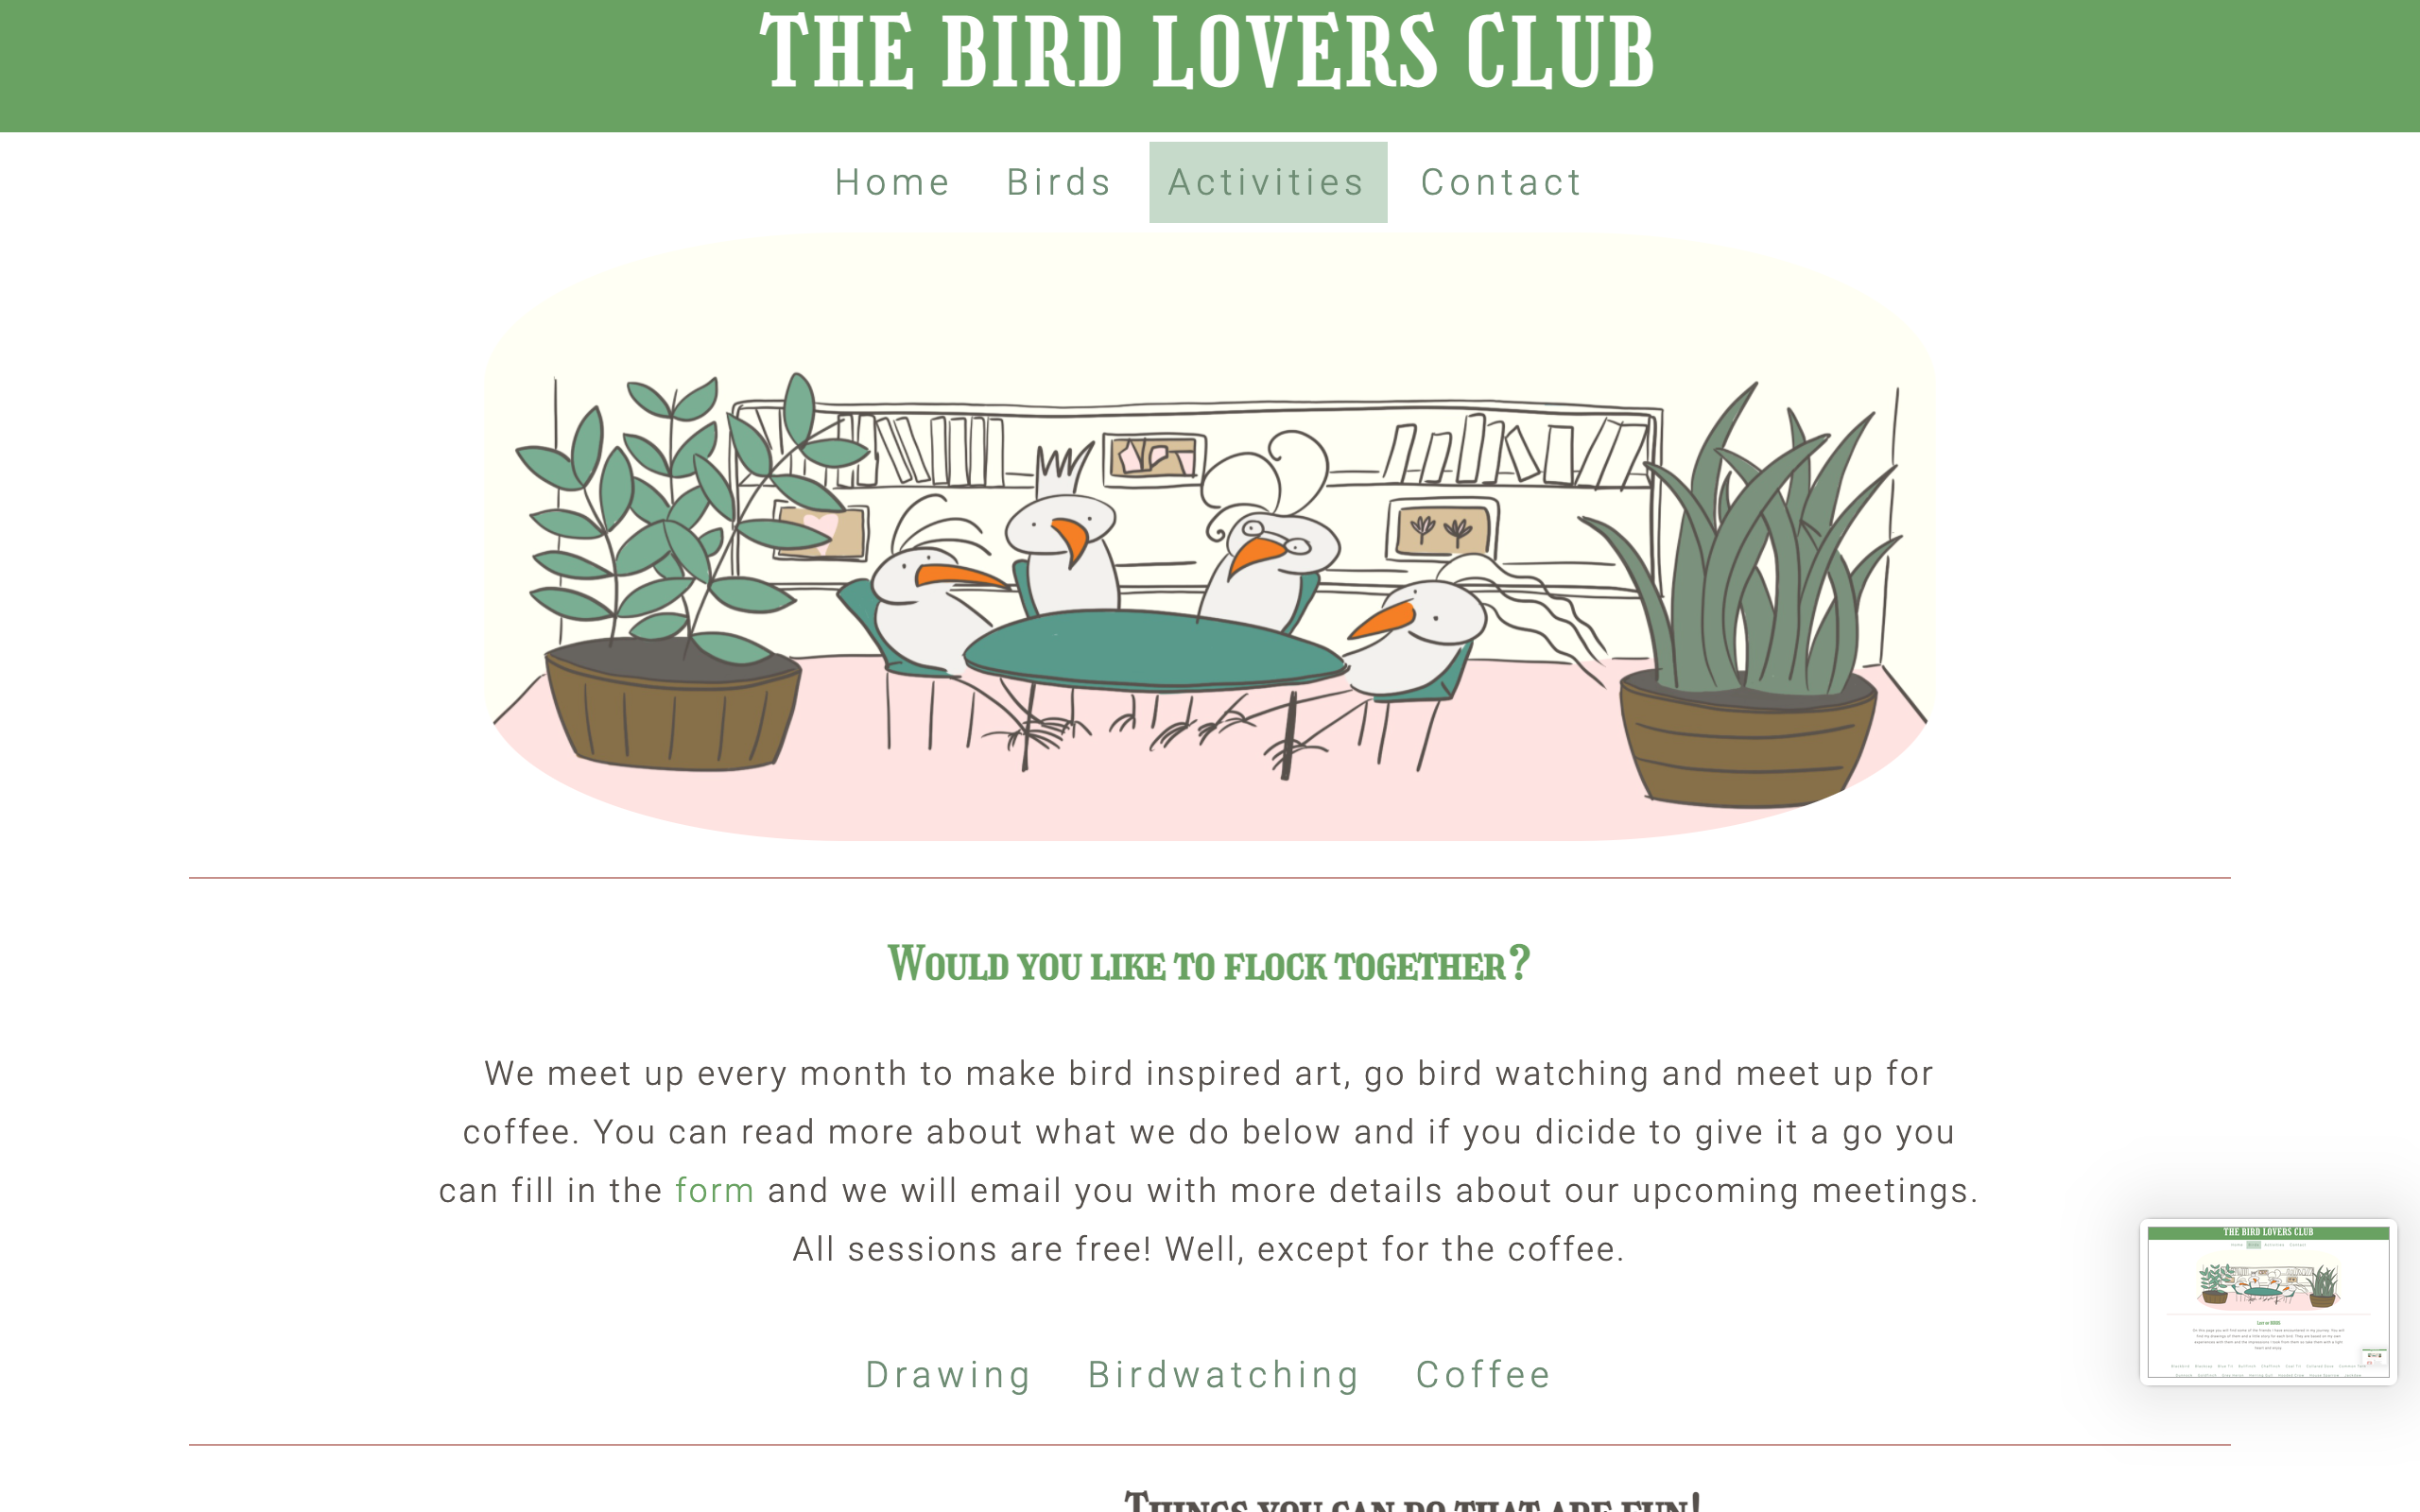 THE BIRD LOVERS CLUB
Home Birds Activities Contact
Would you like to flock together?
We meet up every month to make bird inspired art, go bird watching and meet up for
coffee. You can read more about what we do below and if you dicide to give it a go you
can fill in the form and we will email you with more details about our upcoming meetings.
All sessions are free! Well, except for the coffee.
Drawing Birdwatching Coffee
Things you can do that are fun!
THE BIRD LOVERS CLUB